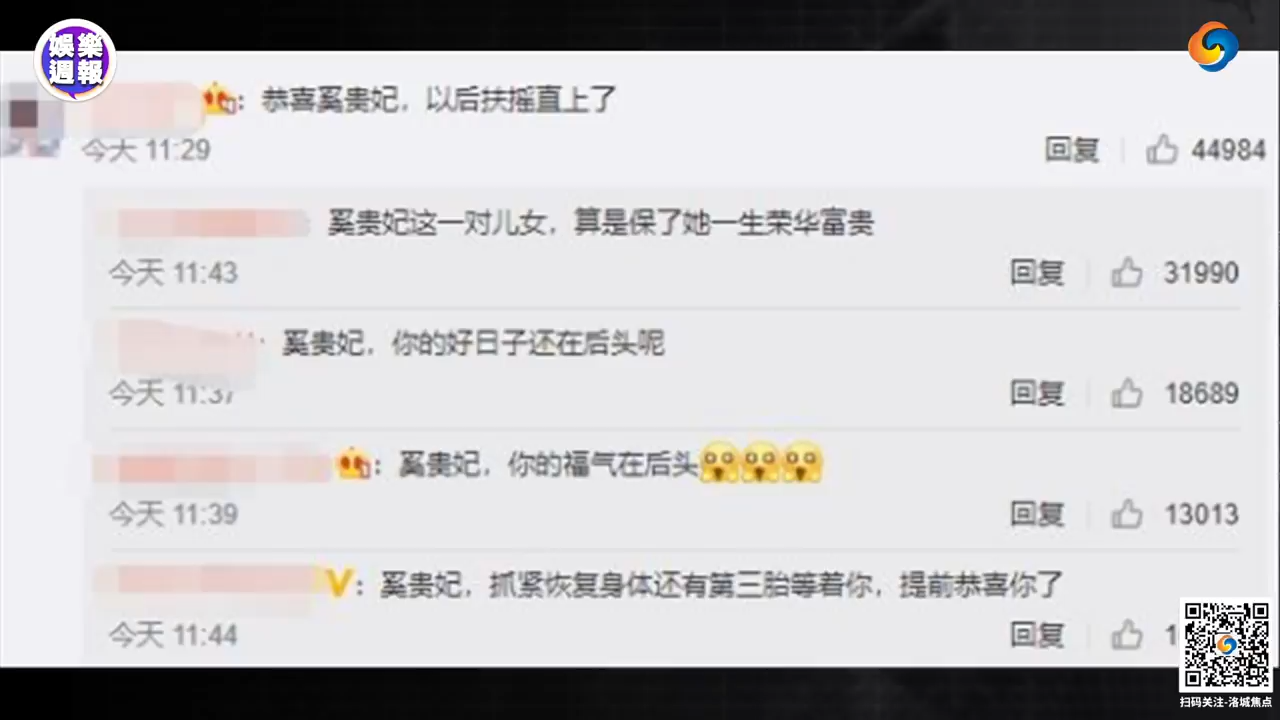 娛樂
週報
：恭喜奚贵妃，以后扶摇直上了
今天 11:29 回复 44984
奚贵妃这一对儿女，算是保了她一生荣华富贵
今天 11:43 回复 31990
奚贵妃，你的好日子还在后头呢
今天 11:37 回复 18689
：奚贵妃，你的福气在后头
今天 11:39 回复 13013
V：奚贵妃，抓紧恢复身体还有第三胎等着你，提前恭喜你了
今天 11:44 回复
扫码关注-洛城焦点